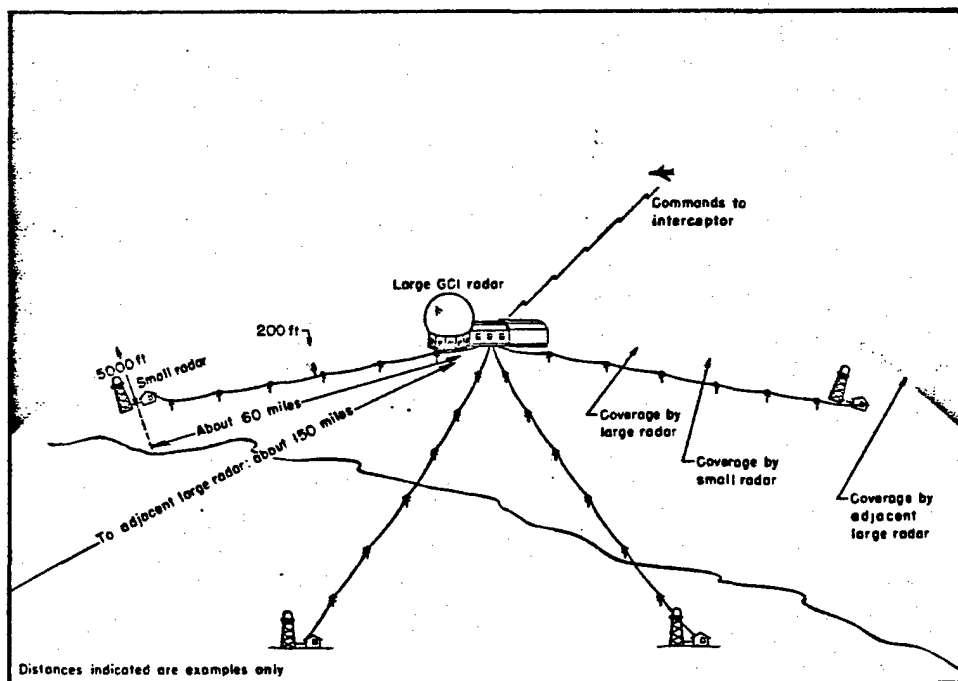 Commands to
interceptor
Large GCI radar
200 ft
5000 ft
Small radar
About 60 miles
To adjacent large radar: about 150 miles
Coverage by
large radar
Coverage by
small radar
Coverage by
adjacent
large radar
Distances indicated are examples only